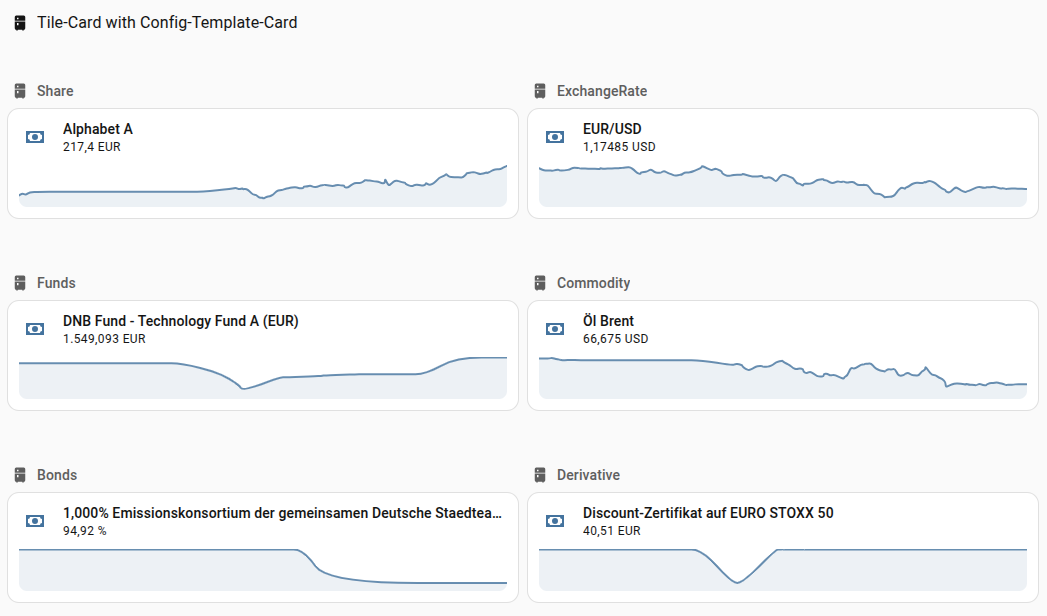 Tile-Card with Config-Template-Card
Share
Alphabet A
217,4 EUR
ExchangeRate
EUR/USD
1,17485 USD
Funds
DNB Fund - Technology Fund A (EUR)
1.549,093 EUR
Commodity
Öl Brent
66,675 USD
Bonds
1,000% Emissionskonsortium der gemeinsamen Deutsche Staedtea...
94,92 %
Derivative
Discount-Zertifikat auf EURO STOXX 50
40,51 EUR